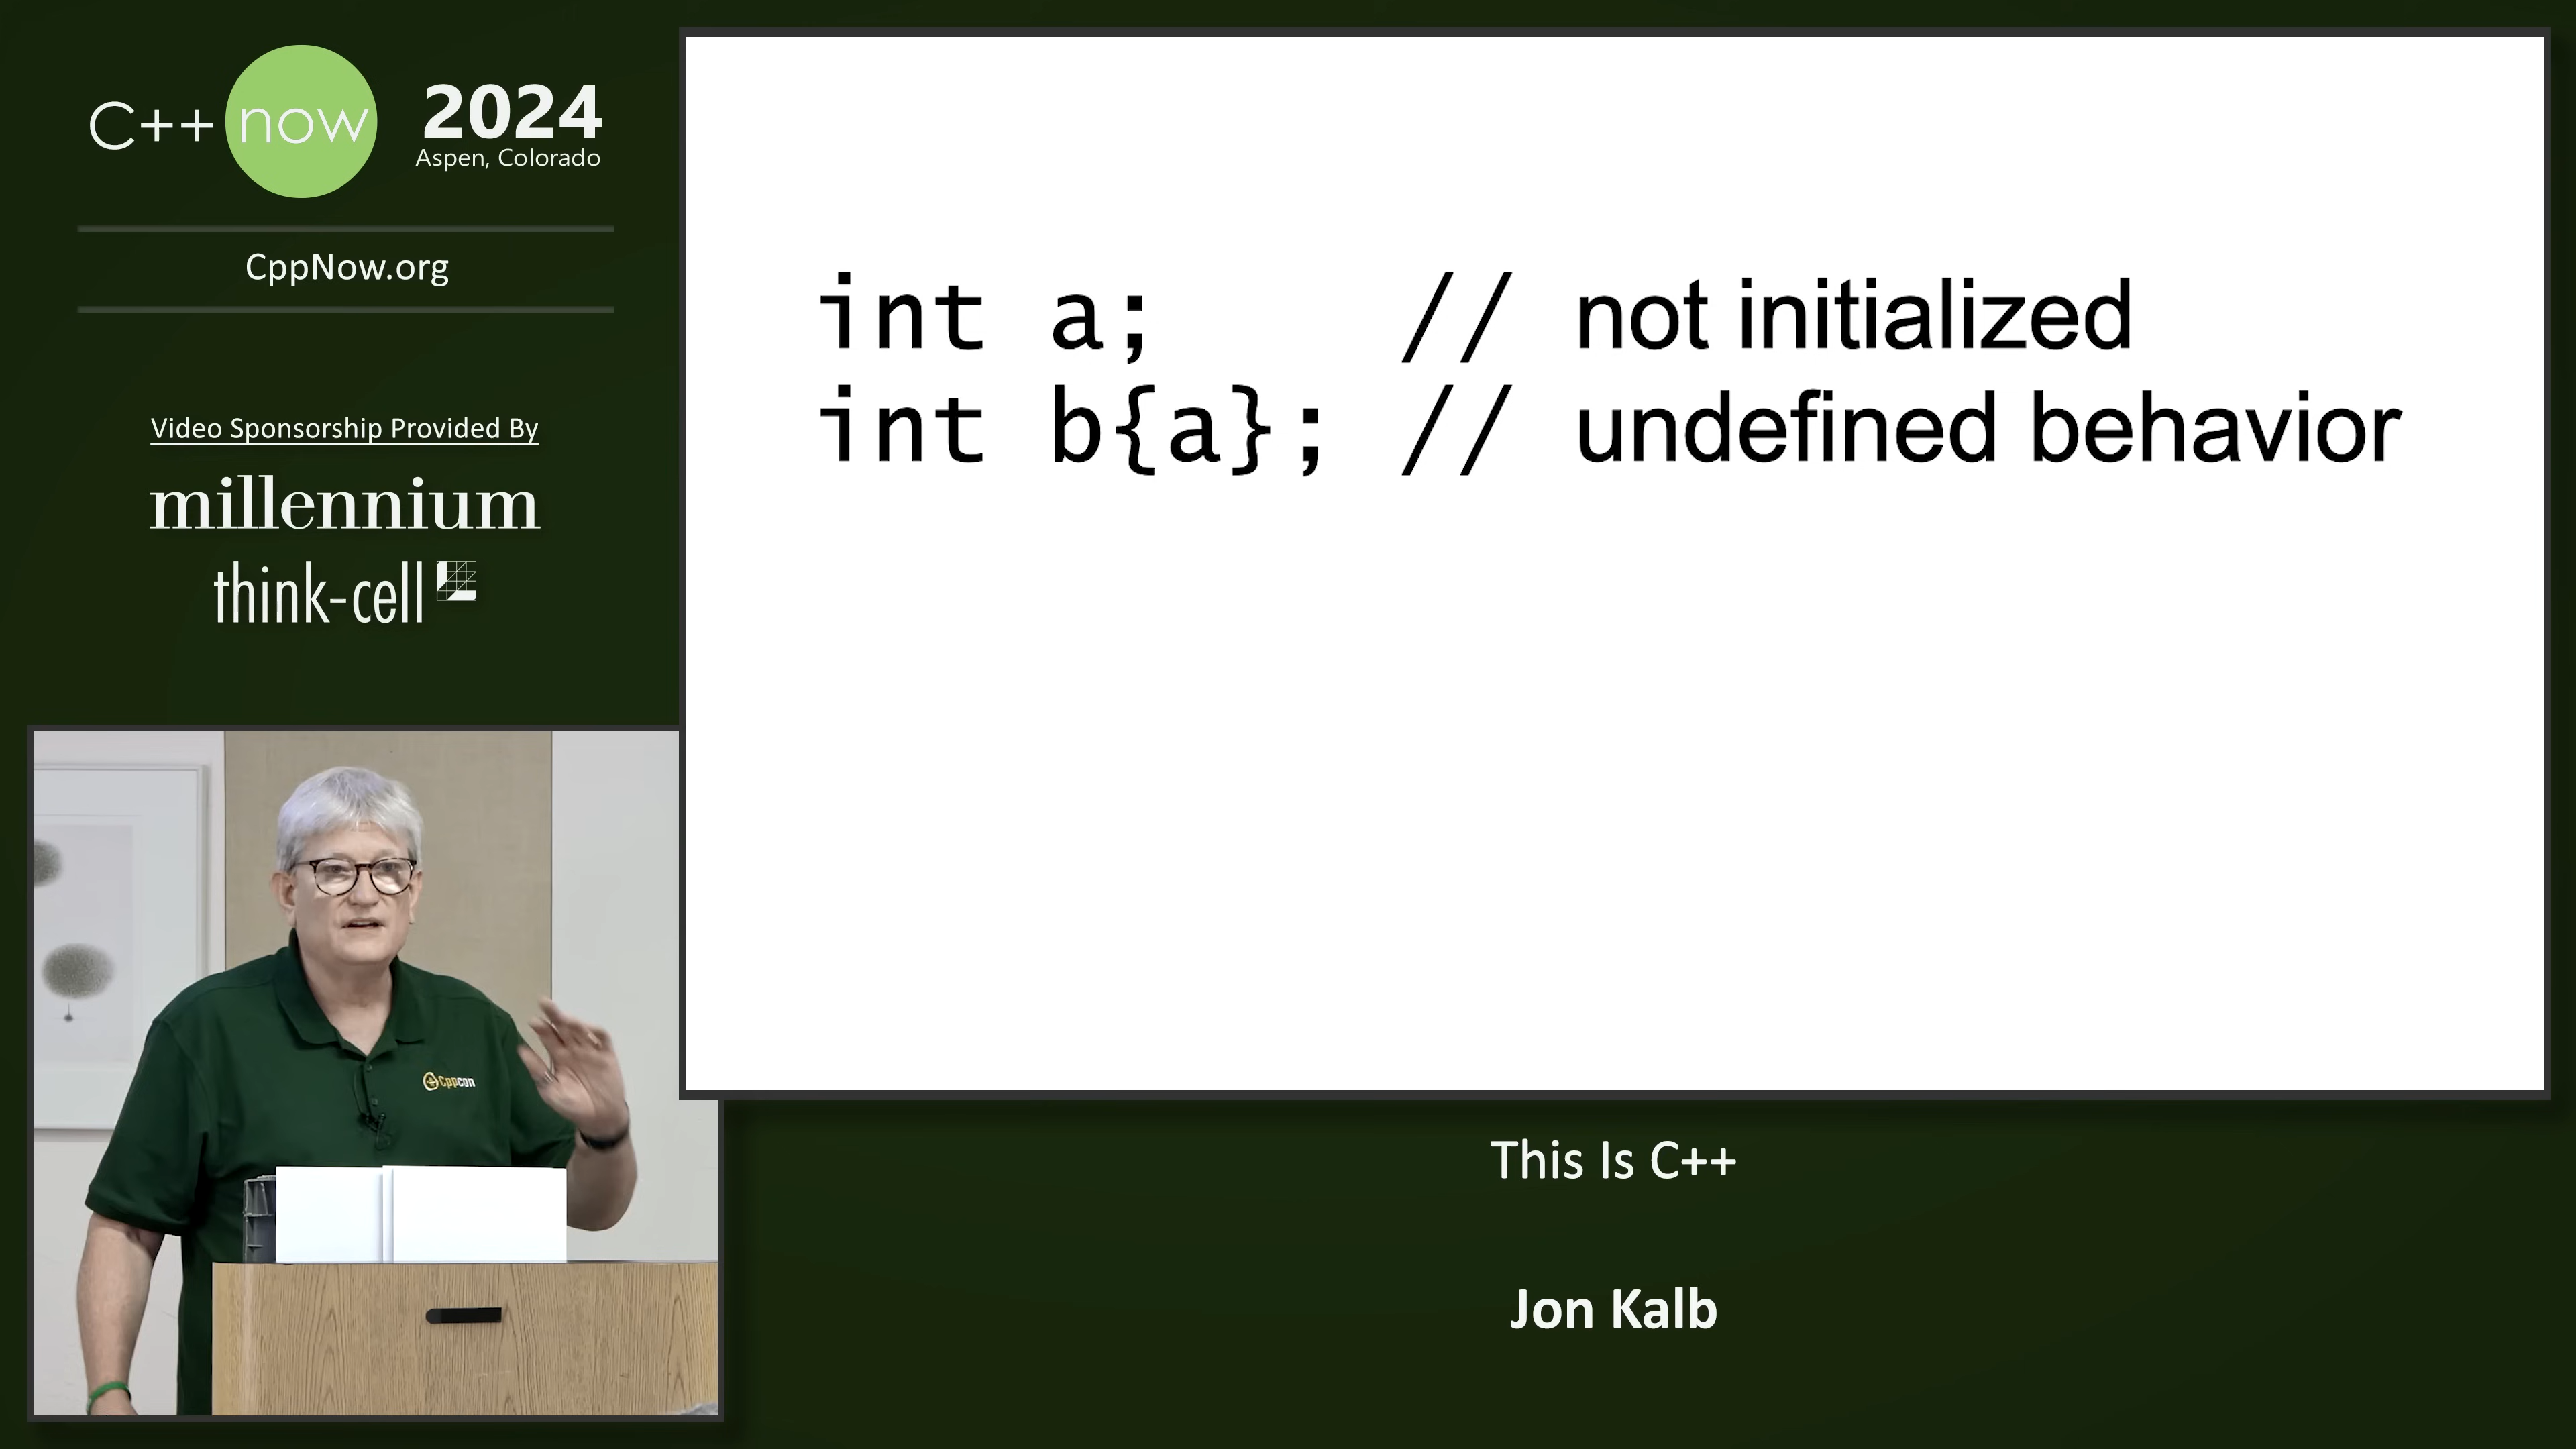 C++ now
2024
Aspen, Colorado
CppNow.org
Video Sponsorship Provided By
millennium
think-cell
int a; // not initialized
int b{a}; // undefined behavior
Cppcon
This Is C++
Jon Kalb